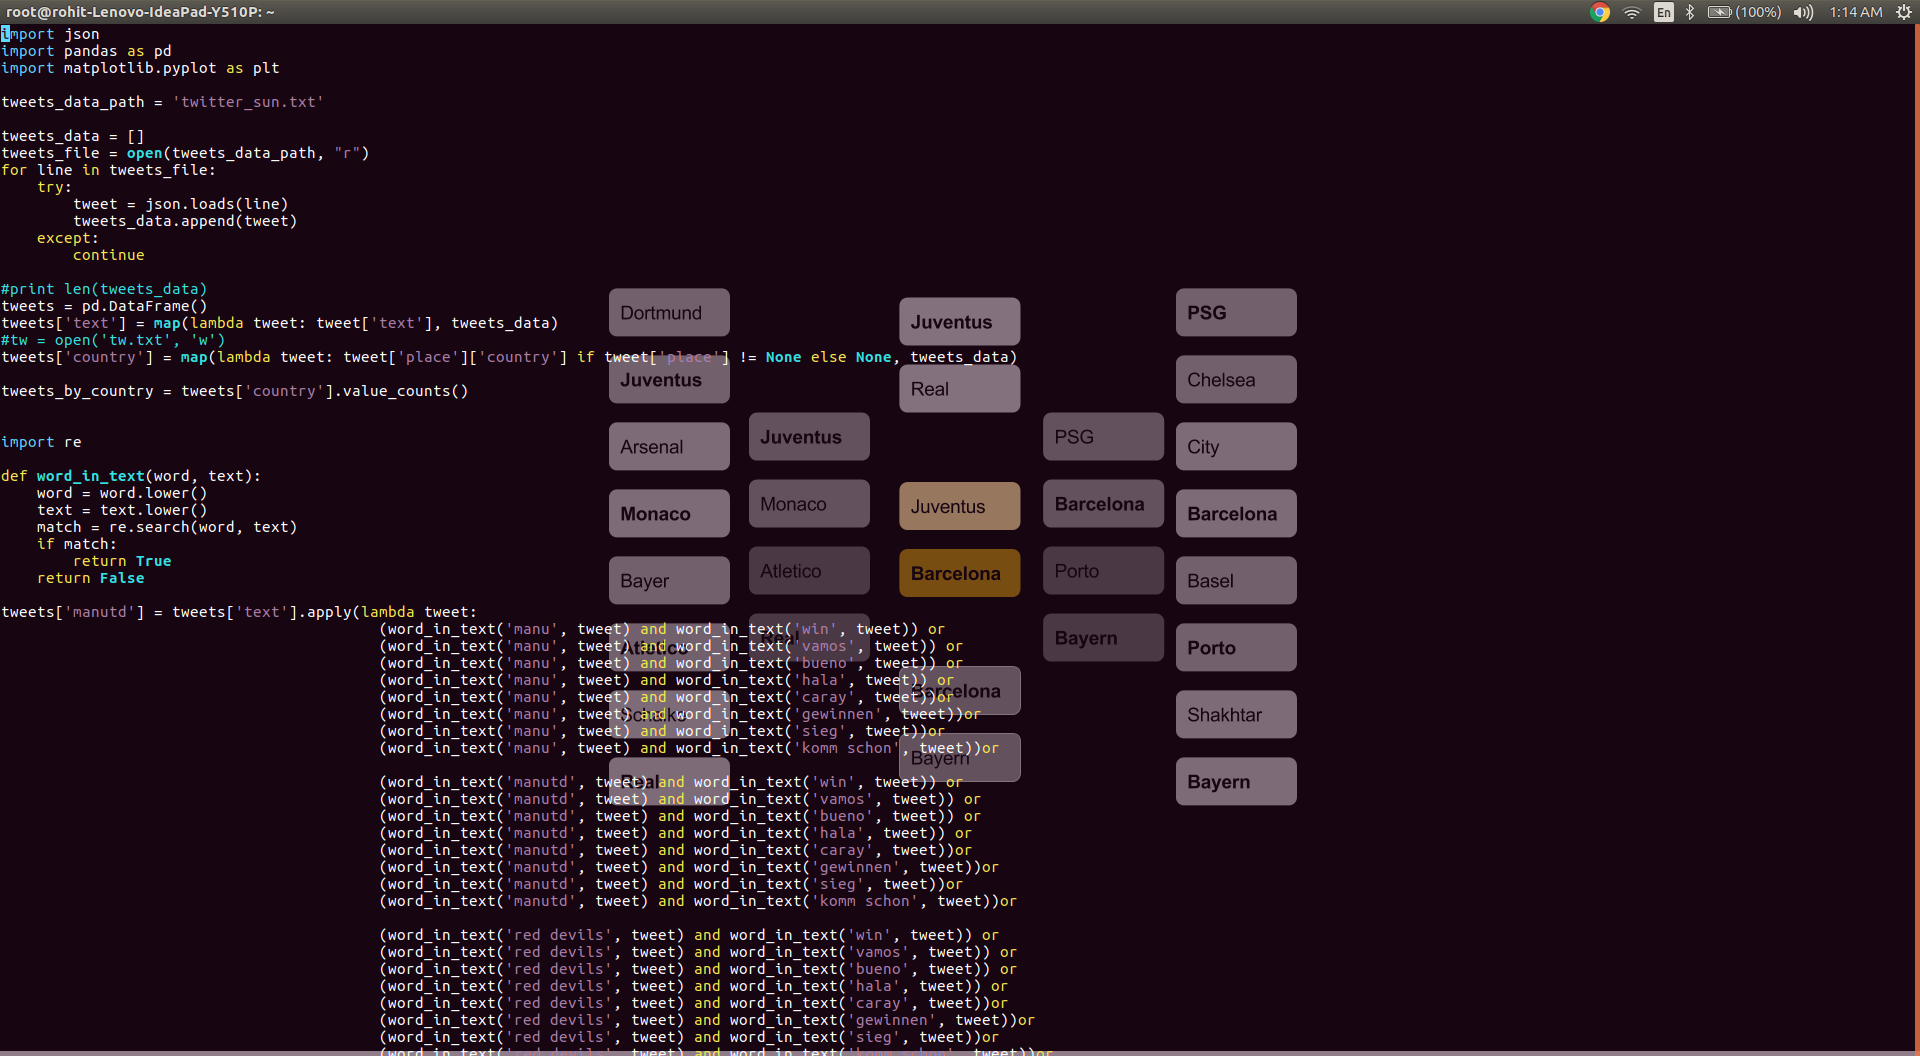 root@rohit-Lenovo-IdeaPad-Y510P: ~
En
(100%)
1:14 AM
import json
import pandas as pd
import matplotlib.pyplot as plt
tweets_data_path = 'twitter_sun.txt'
tweets_data = []
tweets_file = open(tweets_data_path, "r")
for line in tweets_file:
    try:
        tweet = json.loads(line)
        tweets_data.append(tweet)
    except:
        continue
#print len(tweets_data)
tweets = pd.DataFrame()
tweets['text'] = map(lambda tweet: tweet['text'], tweets_data)
#tw = open('tw.txt', 'w')
tweets['country'] = map(lambda tweet: tweet['place']['country'] if tweet['place'] != None else None, tweets_data)
tweets_by_country = tweets['country'].value_counts()
import re
def word_in_text(word, text):
    word = word.lower()
    text = text.lower()
    match = re.search(word, text)
    if match:
        return True
    return False
tweets['manutd'] = tweets['text'].apply(lambda tweet:
(word_in_text('manu', tweet) and word_in_text('win', tweet)) or
(word_in_text('manu', tweet) and word_in_text('vamos', tweet)) or
(word_in_text('manu', tweet) and word_in_text('bueno', tweet)) or
(word_in_text('manu', tweet) and word_in_text('hala', tweet)) or
(word_in_text('manu', tweet) and word_in_text('caray', tweet))or
(word_in_text('manu', tweet) and word_in_text('gewinnen', tweet))or
(word_in_text('manu', tweet) and word_in_text('sieg', tweet))or
(word_in_text('manu', tweet) and word_in_text('komm schon', tweet))or
(word_in_text('manutd', tweet) and word_in_text('win', tweet)) or
(word_in_text('manutd', tweet) and word_in_text('vamos', tweet)) or
(word_in_text('manutd', tweet) and word_in_text('bueno', tweet)) or
(word_in_text('manutd', tweet) and word_in_text('hala', tweet)) or
(word_in_text('manutd', tweet) and word_in_text('caray', tweet))or
(word_in_text('manutd', tweet) and word_in_text('gewinnen', tweet))or
(word_in_text('manutd', tweet) and word_in_text('sieg', tweet))or
(word_in_text('manutd', tweet) and word_in_text('komm schon', tweet))or
(word_in_text('red devils', tweet) and word_in_text('win', tweet)) or
(word_in_text('red devils', tweet) and word_in_text('vamos', tweet)) or
(word_in_text('red devils', tweet) and word_in_text('bueno', tweet)) or
(word_in_text('red devils', tweet) and word_in_text('hala', tweet)) or
(word_in_text('red devils', tweet) and word_in_text('caray', tweet))or
(word_in_text('red devils', tweet) and word_in_text('gewinnen', tweet))or
(word_in_text('red devils', tweet) and word_in_text('sieg', tweet))or
(word_in_text('red devils', tweet) and word_in_text('komm schon', tweet))or
Dortmund
Juventus
Arsenal
Monaco
Bayer
Atletico
Schalke
Real
Juventus
Monaco
Atletico
Real
Juventus
Real
Juventus
Barcelona
Barcelona
Bayern
PSG
Barcelona
Porto
Bayern
PSG
Chelsea
City
Barcelona
Basel
Porto
Shakhtar
Bayern